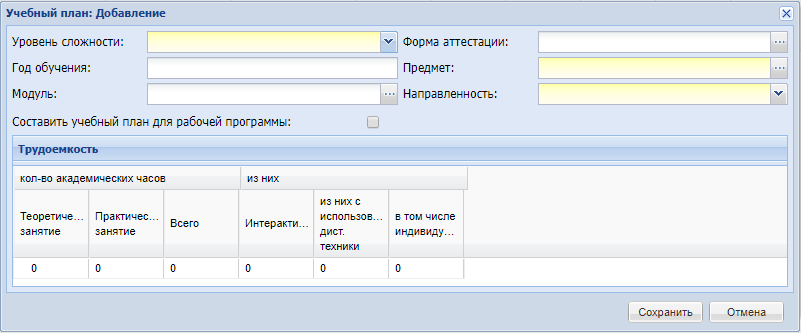 Учебный план: Добавление
Уровень сложности: Форма аттестации:
Год обучения: Предмет:
Модуль: Направленность:
Составить учебный план для рабочей программы:
Трудоемкость
кол-во академических часов из них
Теоретиче... занятие
Практичес... занятие
Всего
Интеракти...
из них с использов... дист. техники
в том числе индивиду...
0 0 0 0 0 0
Сохранить Отмена